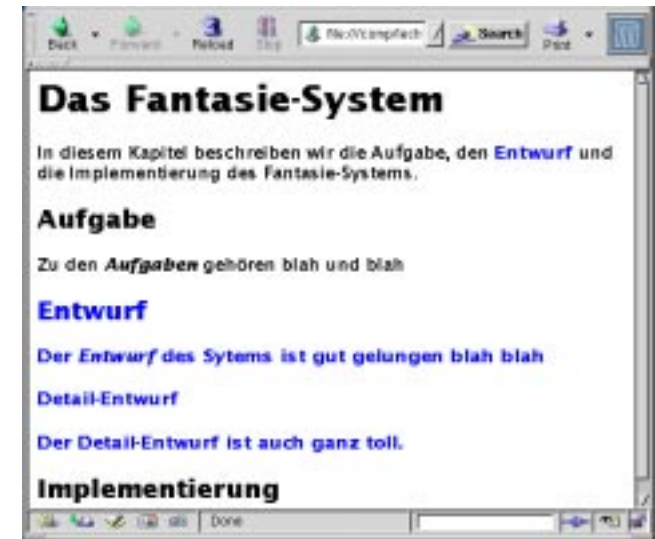 Back Forward Reload Stop Search Print
Das Fantasie-System
In diesem Kapitel beschreiben wir die Aufgabe, den Entwurf und
die Implementierung des Fantasie-Systems.
Aufgabe
Zu den Aufgaben gehören blah und blah
Entwurf
Der Entwurf des Sytems ist gut gelungen blah blah
Detail-Entwurf
Der Detail-Entwurf ist auch ganz toll.
Implementierung
Done